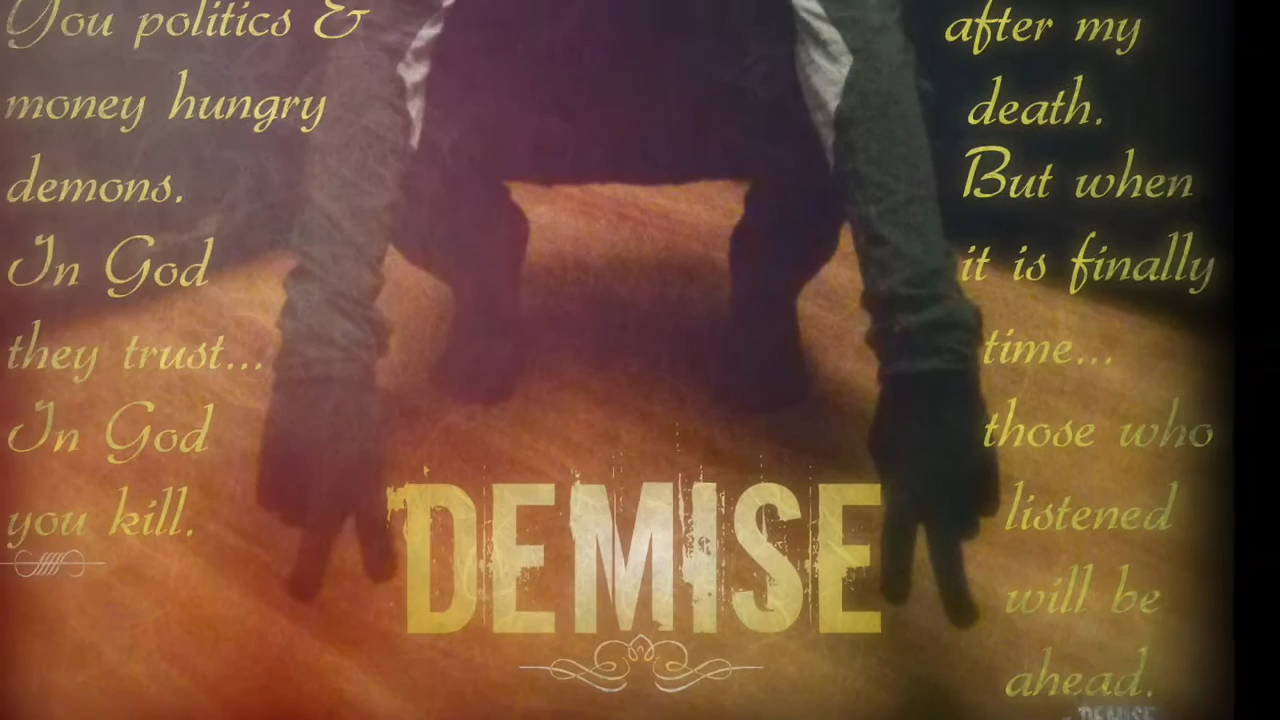 You politics &
money hungry
demons.
In God
they trust...
In God
you kill.
after my
death.
But when
it is finally
time...
those who
listened
will be
ahead.
- DEMISE
DEMISE